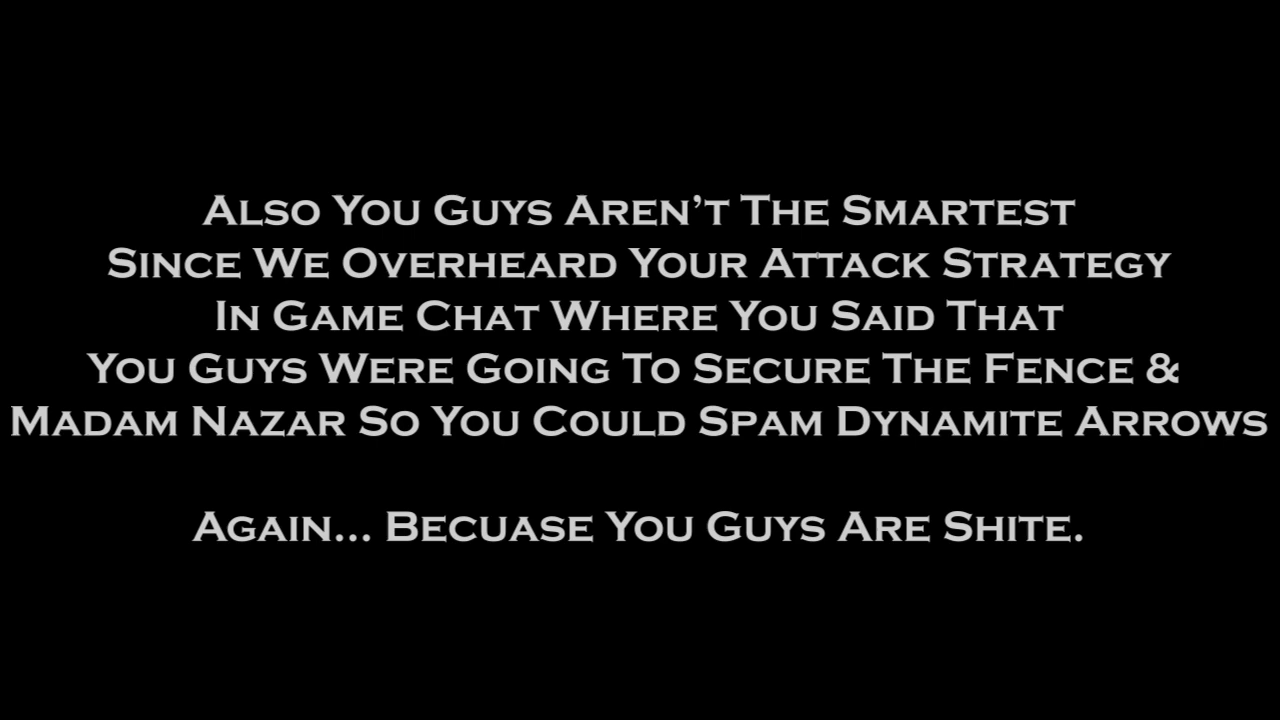 Also You Guys Aren’t The Smartest
Since We Overheard Your Attack Strategy
In Game Chat Where You Said That
You Guys Were Going To Secure The Fence &
Madam Nazar So You Could Spam Dynamite Arrows
Again... Becuase You Guys Are Shite.